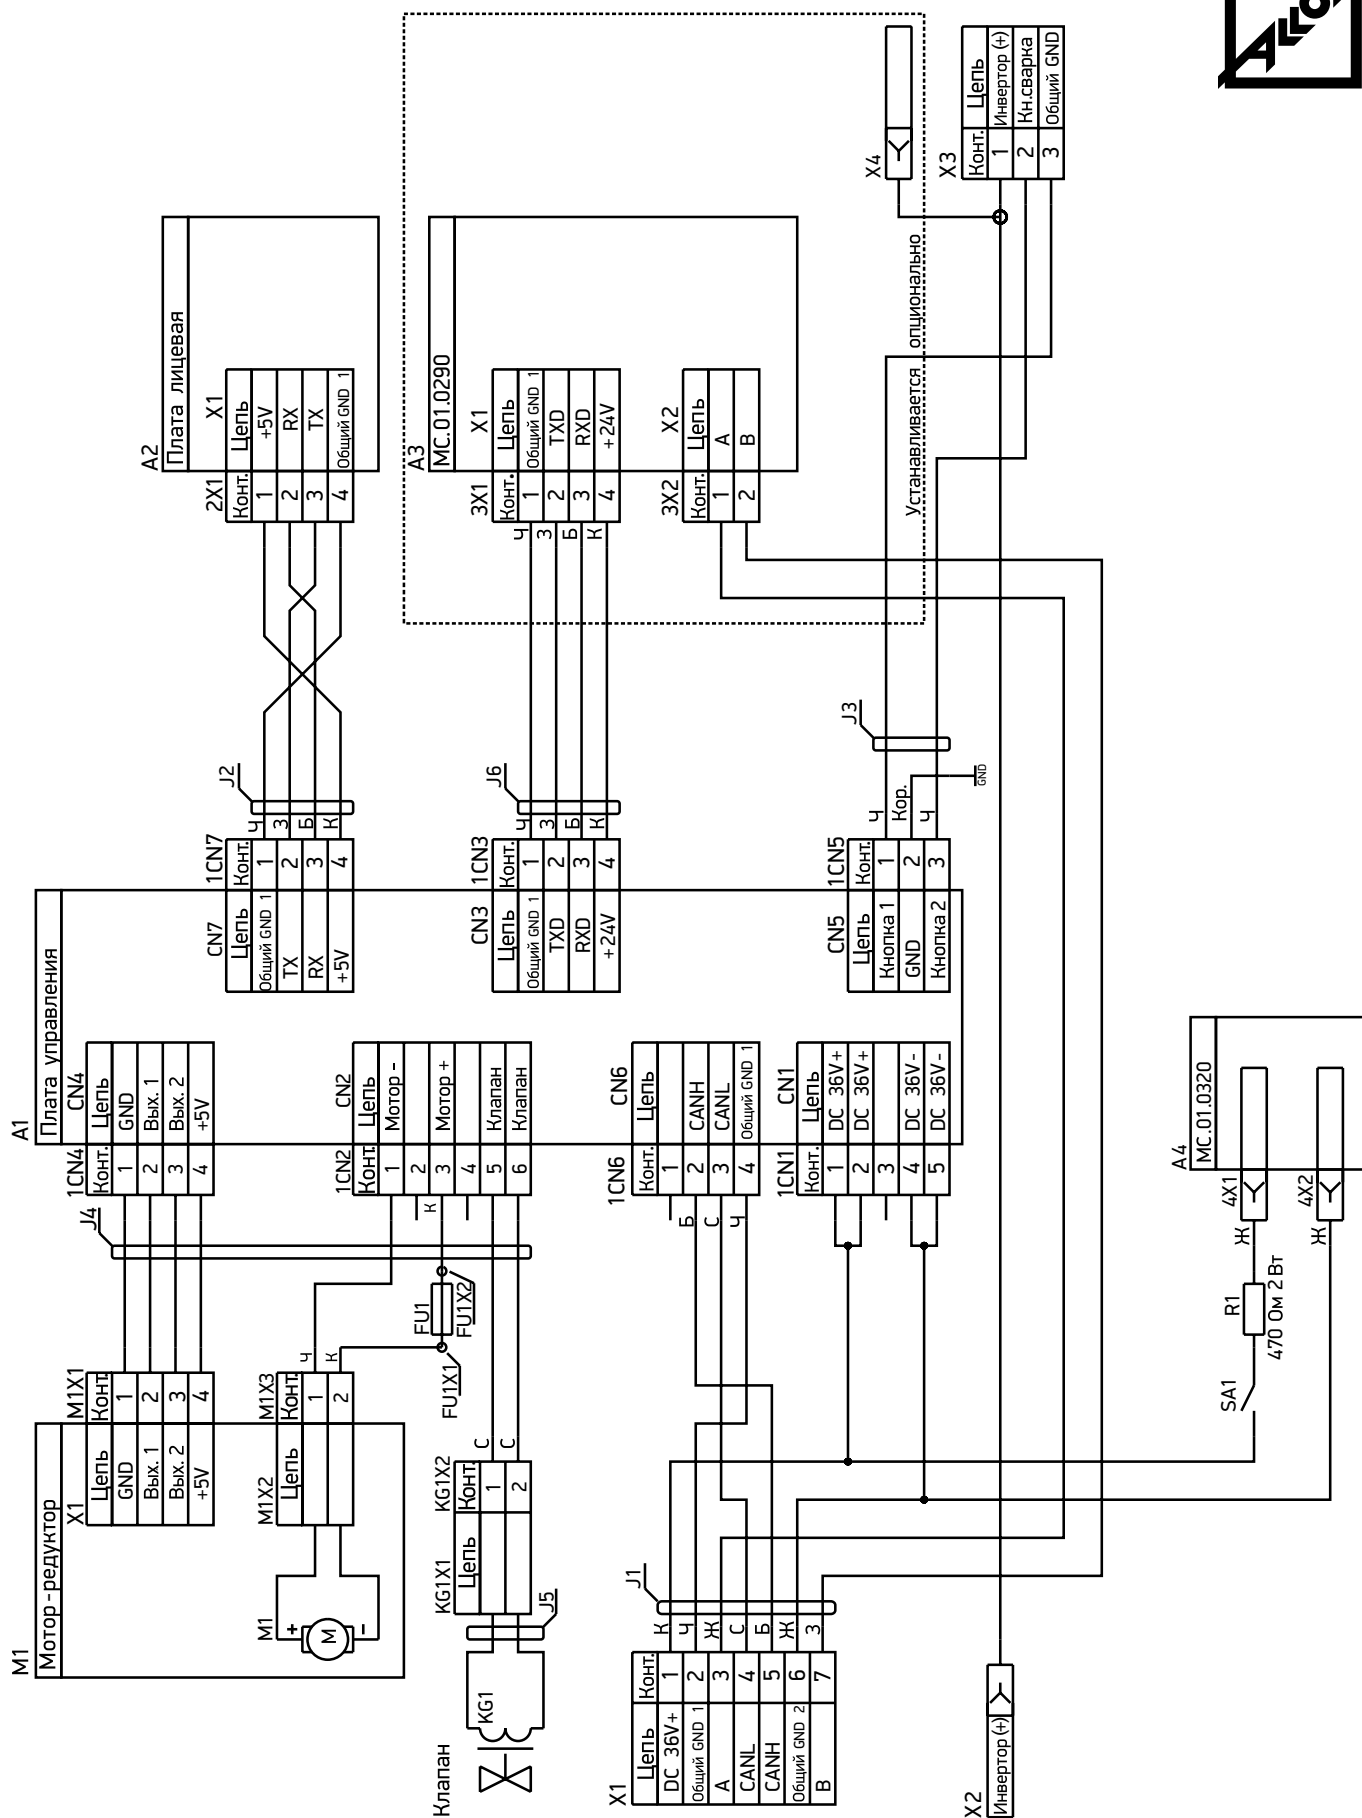 A1
Плата управления
1CN4 CN4
Конт. Цепь
1 GND
2 Вых. 1
3 Вых. 2
4 +5V
1CN2 CN2
Конт. Цепь
1 Мотор -
2
3 Мотор +
4
5 Клапан
6 Клапан
1CN6 CN6
Конт. Цепь
1
2 CANH
3 CANL
4 Общий GND 1
1CN1 CN1
Конт. Цепь
1 DC 36V+
2 DC 36V+
3
4 DC 36V-
5 DC 36V-
CN7 1CN7
Цепь Конт.
Общий GND 1 1 Ч
TX 2 З
RX 3 Б
+5V 4 К
J2
CN3 1CN3
Цепь Конт.
Общий GND 1 1 Ч
TXD 2 З
RXD 3 Б
+24V 4 К
J6
CN5 1CN5
Цепь Конт.
Кнопка 1 1 Ч
GND 2 Кор.
Кнопка 2 3 Ч
GND
J3
A2
Плата лицевая
2X1 X1
Конт. Цепь
1 +5V
2 RX
3 TX
4 Общий GND 1
A3
МС.01.0290
3X1 X1
Конт. Цепь
Ч 1 Общий GND 1
З 2 TXD
Б 3 RXD
К 4 +24V
3X2 X2
Конт. Цепь
1 A
2 B
Устанавливается опционально
X4
X3
Конт. Цепь
1 Инвертор (+)
2 Кн.сварка
3 Общий GND
M1
Мотор-редуктор
X1 M1X1
Цепь Конт.
GND 1
Вых. 1 2
Вых. 2 3
+5V 4
J4
M1X2 M1X3
Цепь Конт.
1 Ч
2 К
M1
+
M
-
К
FU1
FU1X2
FU1X1
Клапан
KG1
J5
KG1X1 KG1X2
Цепь Конт.
1 С
2 С
Б
С
Ч
X1
Цепь Конт.
DC 36V+ 1 К
Общий GND 1 2 Ч
A 3 Ж
CANL 4 С
CANH 5 Б
Общий GND 2 6 Ж
B 7 З
J1
X2
Инвертор (+)
A4
МС.01.0320
4X1
Ж
4X2
Ж
R1
470 Ом 2 Вт
SA1